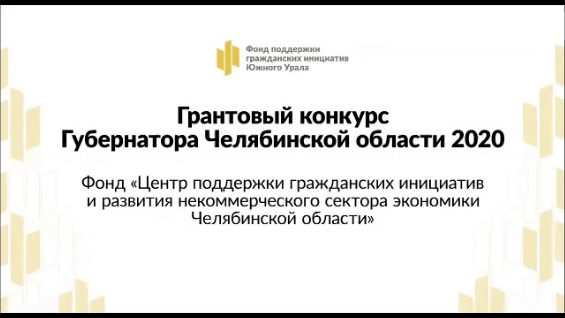 Фонд поддержки
гражданских инициатив
Южного Урала
Грантовый конкурс
Губернатора Челябинской области 2020
Фонд «Центр поддержки гражданских инициатив
и развития некоммерческого сектора экономики
Челябинской области»